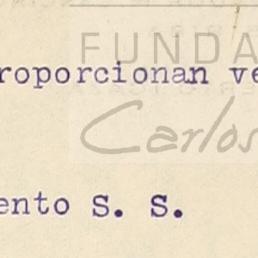 FUNDA
roporcionan ve
Carlos
ento S. S.